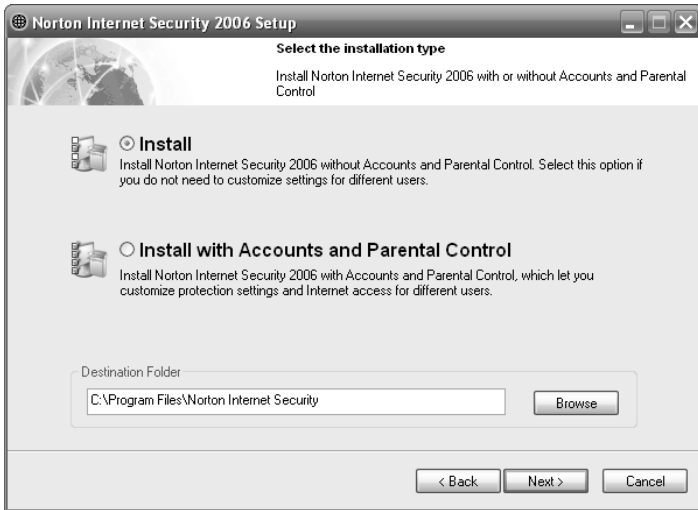 Norton Internet Security 2006 Setup
Select the installation type
Install Norton Internet Security 2006 with or without Accounts and Parental
Control
Install
Install Norton Internet Security 2006 without Accounts and Parental Control. Select this option if
you do not need to customize settings for different users.
Install with Accounts and Parental Control
Install Norton Internet Security 2006 with Accounts and Parental Control, which let you
customize protection settings and Internet access for different users.
Destination Folder
C:\Program Files\Norton Internet Security
Browse
< Back
Next >
Cancel